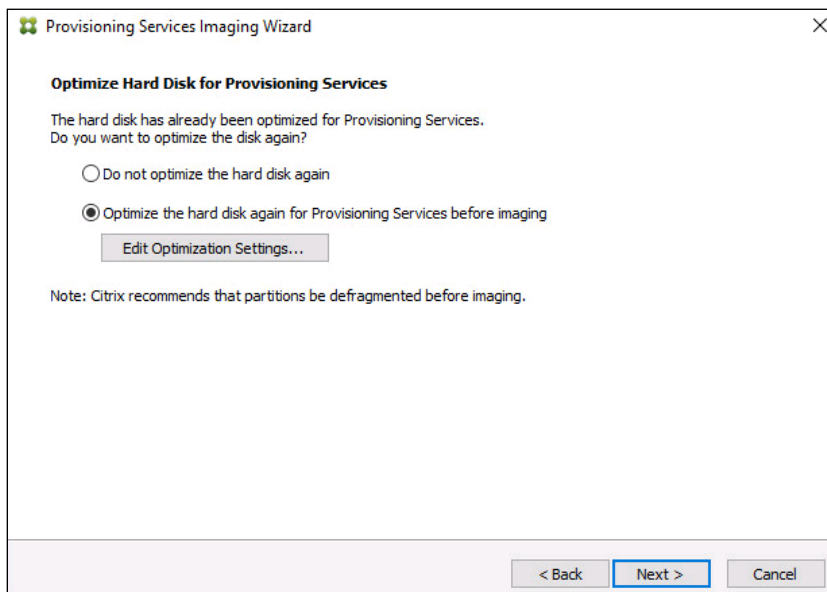 Provisioning Services Imaging Wizard
Optimize Hard Disk for Provisioning Services
The hard disk has already been optimized for Provisioning Services.
Do you want to optimize the disk again?
Do not optimize the hard disk again
Optimize the hard disk again for Provisioning Services before imaging
Edit Optimization Settings...
Note: Citrix recommends that partitions be defragmented before imaging.
< Back Next > Cancel